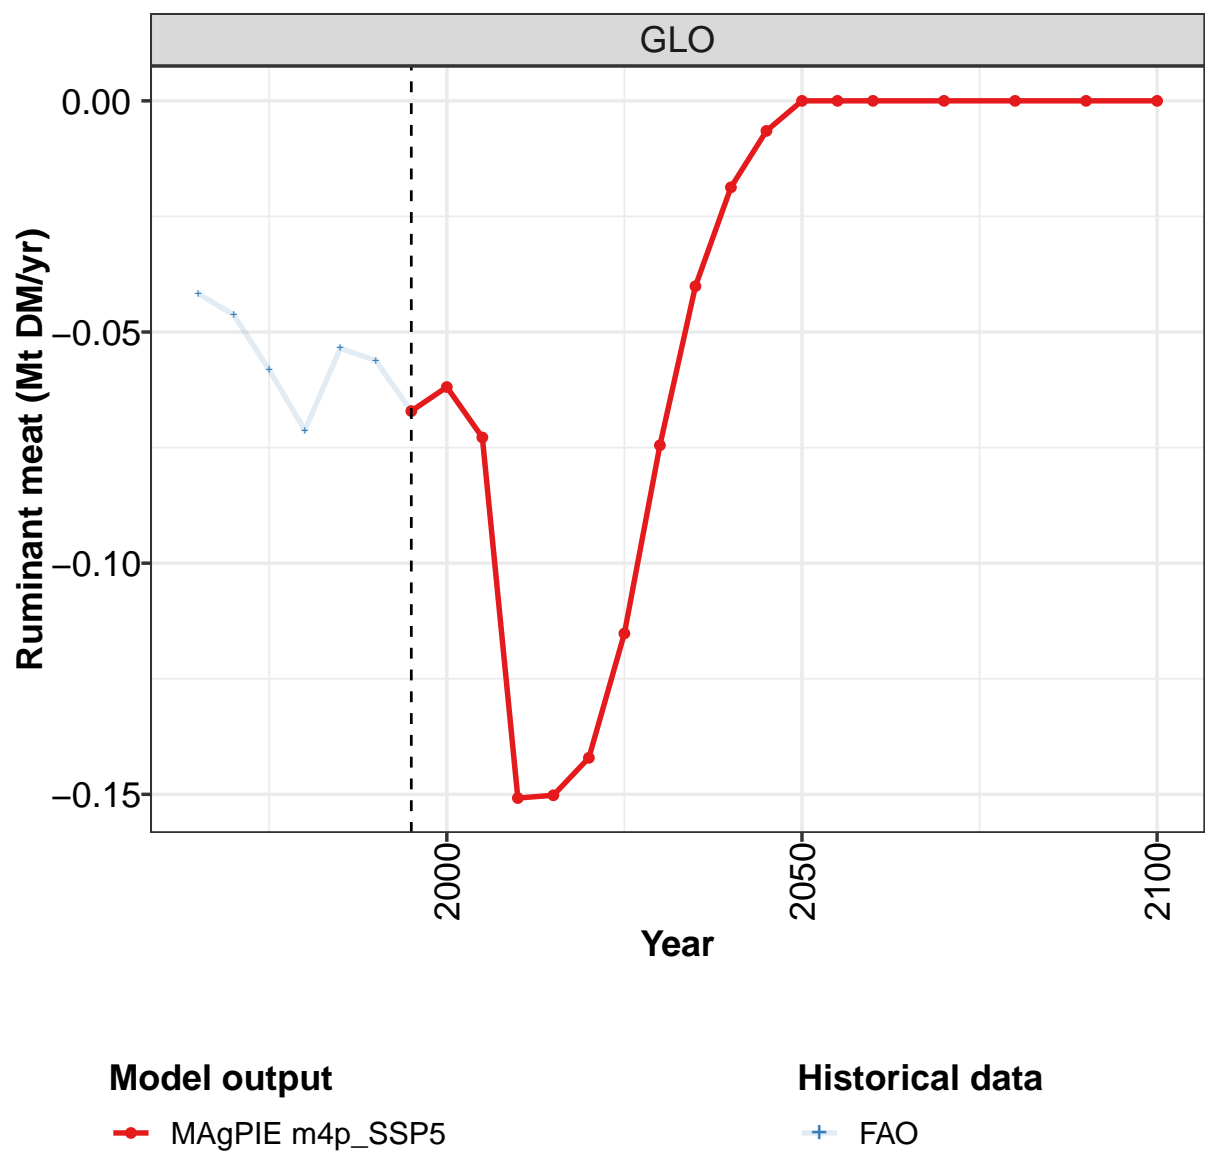 GLO
Ruminant meat (Mt DM/yr)
0.00
−0.05
−0.10
−0.15
2000
2050
2100
Year
Model output
MAgPIE m4p_SSP5
Historical data
FAO